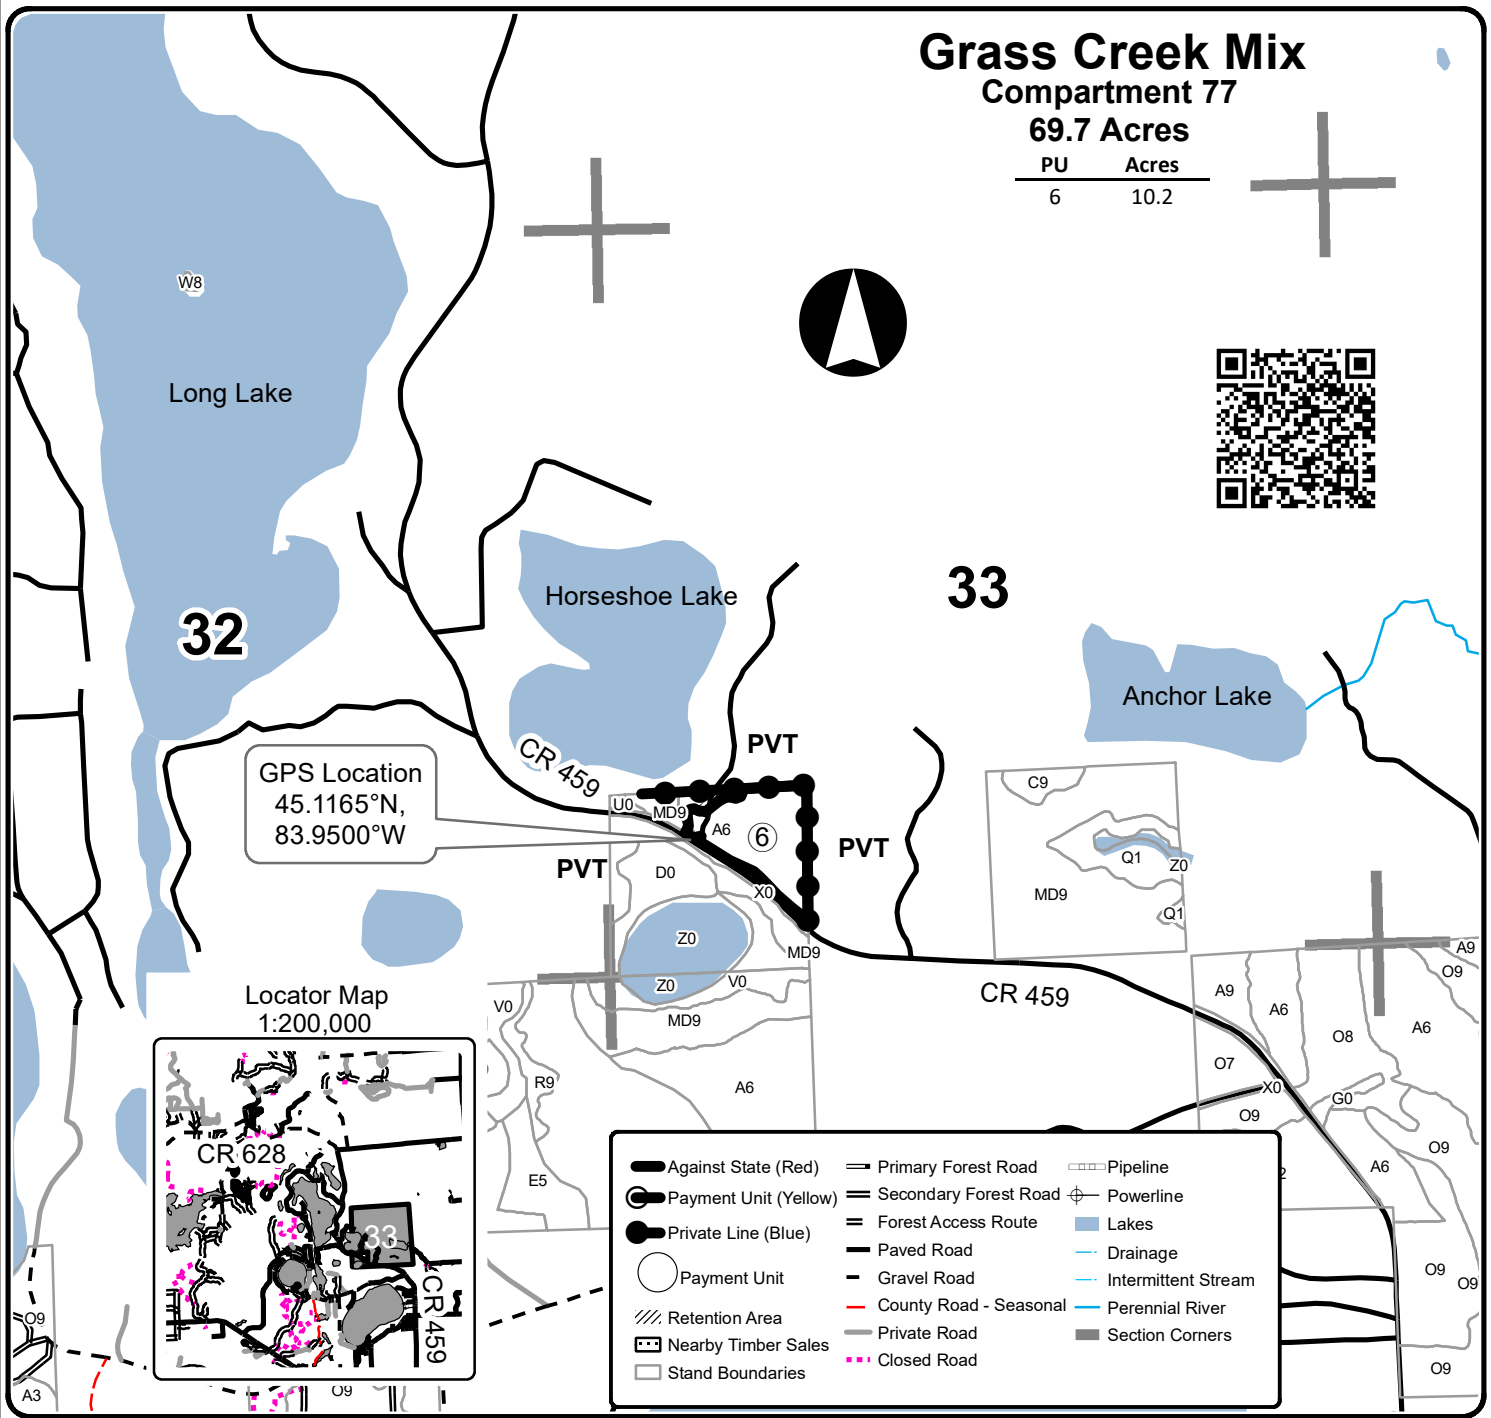 Grass Creek Mix
Compartment 77
69.7 Acres
PU Acres
6 10.2
W8
Long Lake
Horseshoe Lake
33
32
Anchor Lake
PVT
CR 459
GPS Location
45.1165°N,
83.9500°W
U0
MD9
A6
6
PVT
PVT
D0
X0
C9
Q1
Z0
MD9
Q1
Z0
MD9
A9
O9
Z0
V0
V0
MD9
CR 459
A9
A6
A6
O8
O7
X0
G0
R9
A6
O9
O9
A6
E5
Locator Map
1:200,000
CR 628
33
CR 459
Against State (Red)
Payment Unit (Yellow)
Private Line (Blue)
Payment Unit
Retention Area
Nearby Timber Sales
Stand Boundaries
Primary Forest Road
Secondary Forest Road
Forest Access Route
Paved Road
Gravel Road
County Road - Seasonal
Private Road
Closed Road
Pipeline
Powerline
Lakes
Drainage
Intermittent Stream
Perennial River
Section Corners
2
O9
O9
O9
O9
A3
O9